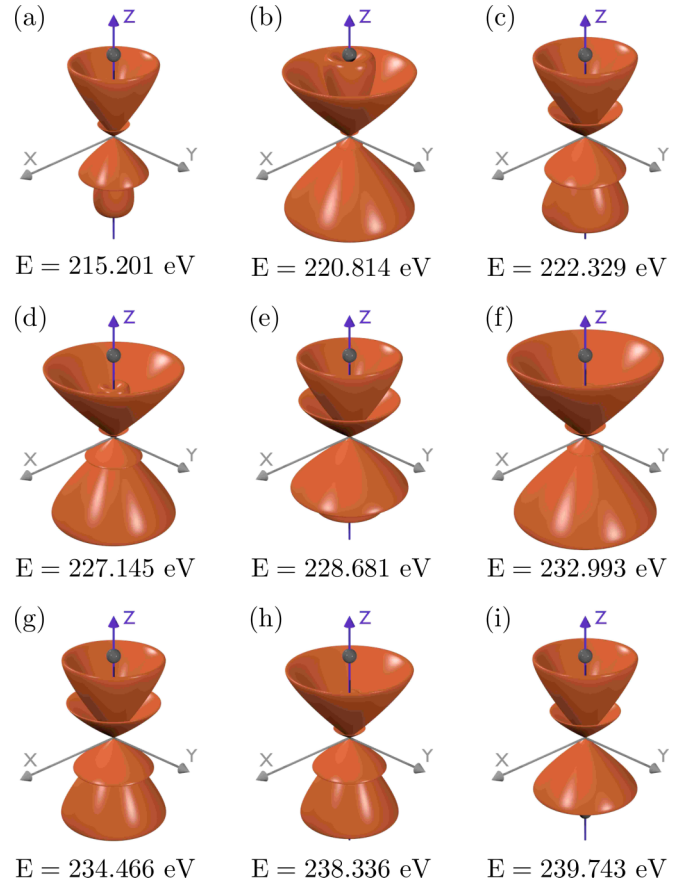 (a) (b) (c)
Z Z Z
X Y X Y X Y
E = 215.201 eV E = 220.814 eV E = 222.329 eV
(d) (e) (f)
Z Z Z
X Y X Y X Y
E = 227.145 eV E = 228.681 eV E = 232.993 eV
(g) (h) (i)
Z Z Z
X Y X Y X Y
E = 234.466 eV E = 238.336 eV E = 239.743 eV